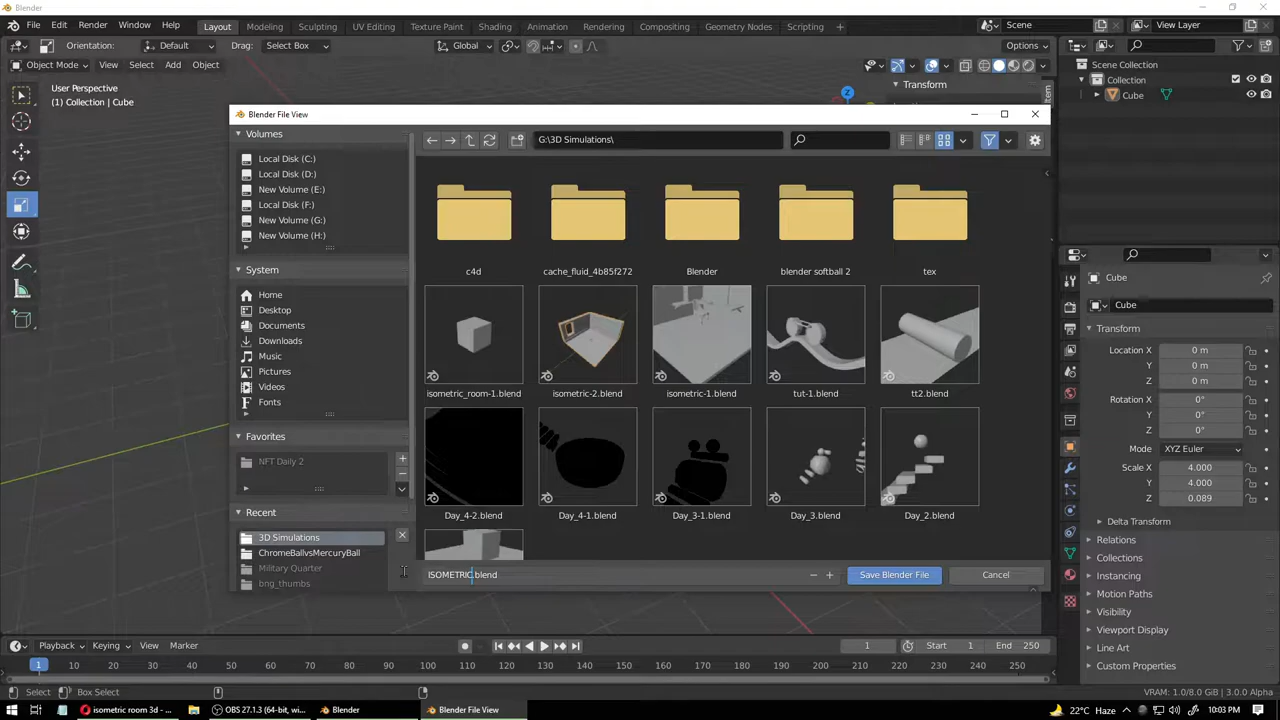 Blender
File Edit Render Window Help Layout Modeling Sculpting UV Editing Texture Paint Shading Animation Rendering Compositing Geometry Nodes Scripting + Scene View Layer
Orientation: Default Drag: Select Box Global Options
Object Mode View Select Add Object
User Perspective
(1) Collection | Cube
Z
Transform
Item
Scene Collection
Collection
Cube
Blender File View
Volumes
Local Disk (C:)
Local Disk (D:)
New Volume (E:)
Local Disk (F:)
New Volume (G:)
New Volume (H:)
System
Home
Desktop
Documents
Downloads
Music
Pictures
Videos
Fonts
Favorites
NFT Daily 2
Recent
3D Simulations
ChromeBallvsMercuryBall
Military Quarter
bng_thumbs
G:\3D Simulations\
c4d cache_fluid_4b85f272 Blender blender softball 2 tex
isometric_room-1.blend isometric-2.blend isometric-1.blend tut-1.blend tt2.blend
Day_4-2.blend Day_4-1.blend Day_3-1.blend Day_3.blend Day_2.blend
ISOMETRIC.blend Save Blender File Cancel
Cube
Cube
Transform
Location X 0 m
Y 0 m
Z 0 m
Rotation X 0°
Y 0°
Z 0°
Mode XYZ Euler
Scale X 4.000
Y 4.000
Z 0.089
Delta Transform
Relations
Collections
Instancing
Motion Paths
Visibility
Viewport Display
Line Art
Custom Properties
Playback Keying View Marker 1 Start 1 End 250
1 10 20 30 40 50 60 70 80 90 100 110 120 130 140 150 160 170 180 190 200 210 220 230 240 250
Select Box Select VRAM: 1.0/8.0 GiB | 3.0.0 Alpha
isometric room 3d - ... OBS 27.1.3 (64-bit, wi... Blender Blender File View 22°C Haze 10:03 PM